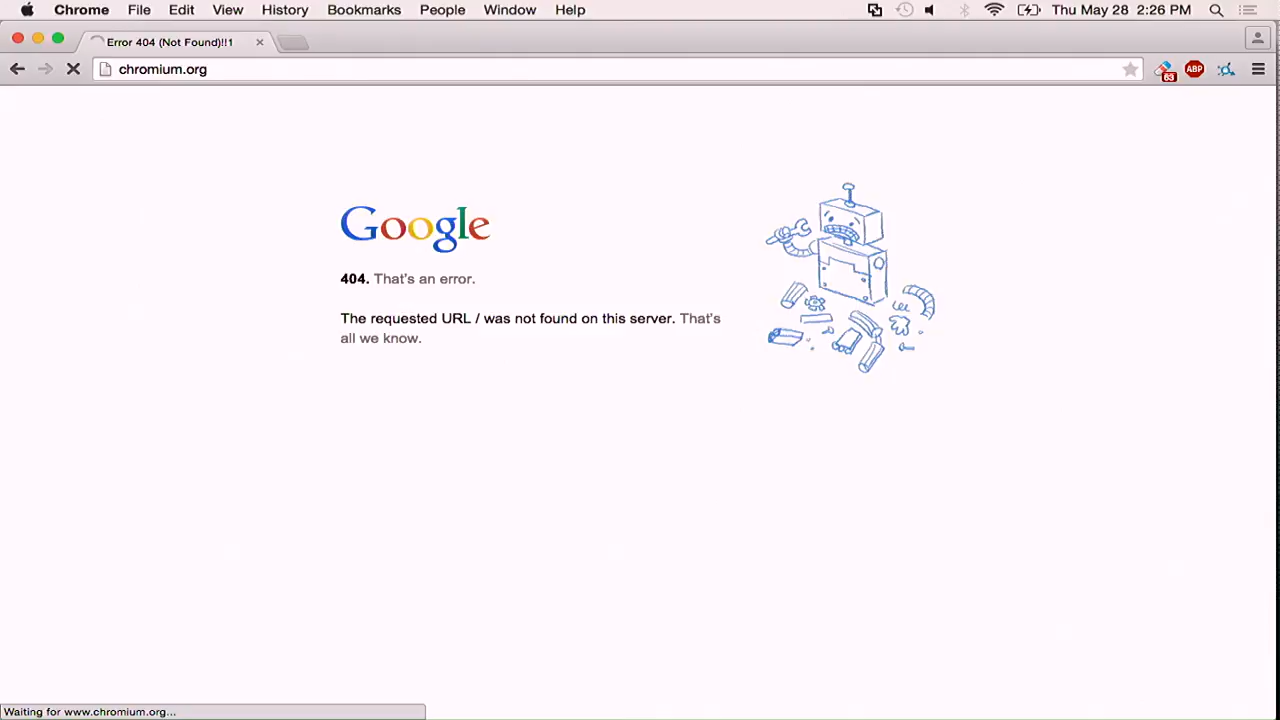 Chrome File Edit View History Bookmarks People Window Help Thu May 28 2:26 PM
Error 404 (Not Found)!!1
chromium.org 63 ABP
Google
404. That's an error.
The requested URL / was not found on this server. That's
all we know.
Waiting for www.chromium.org...